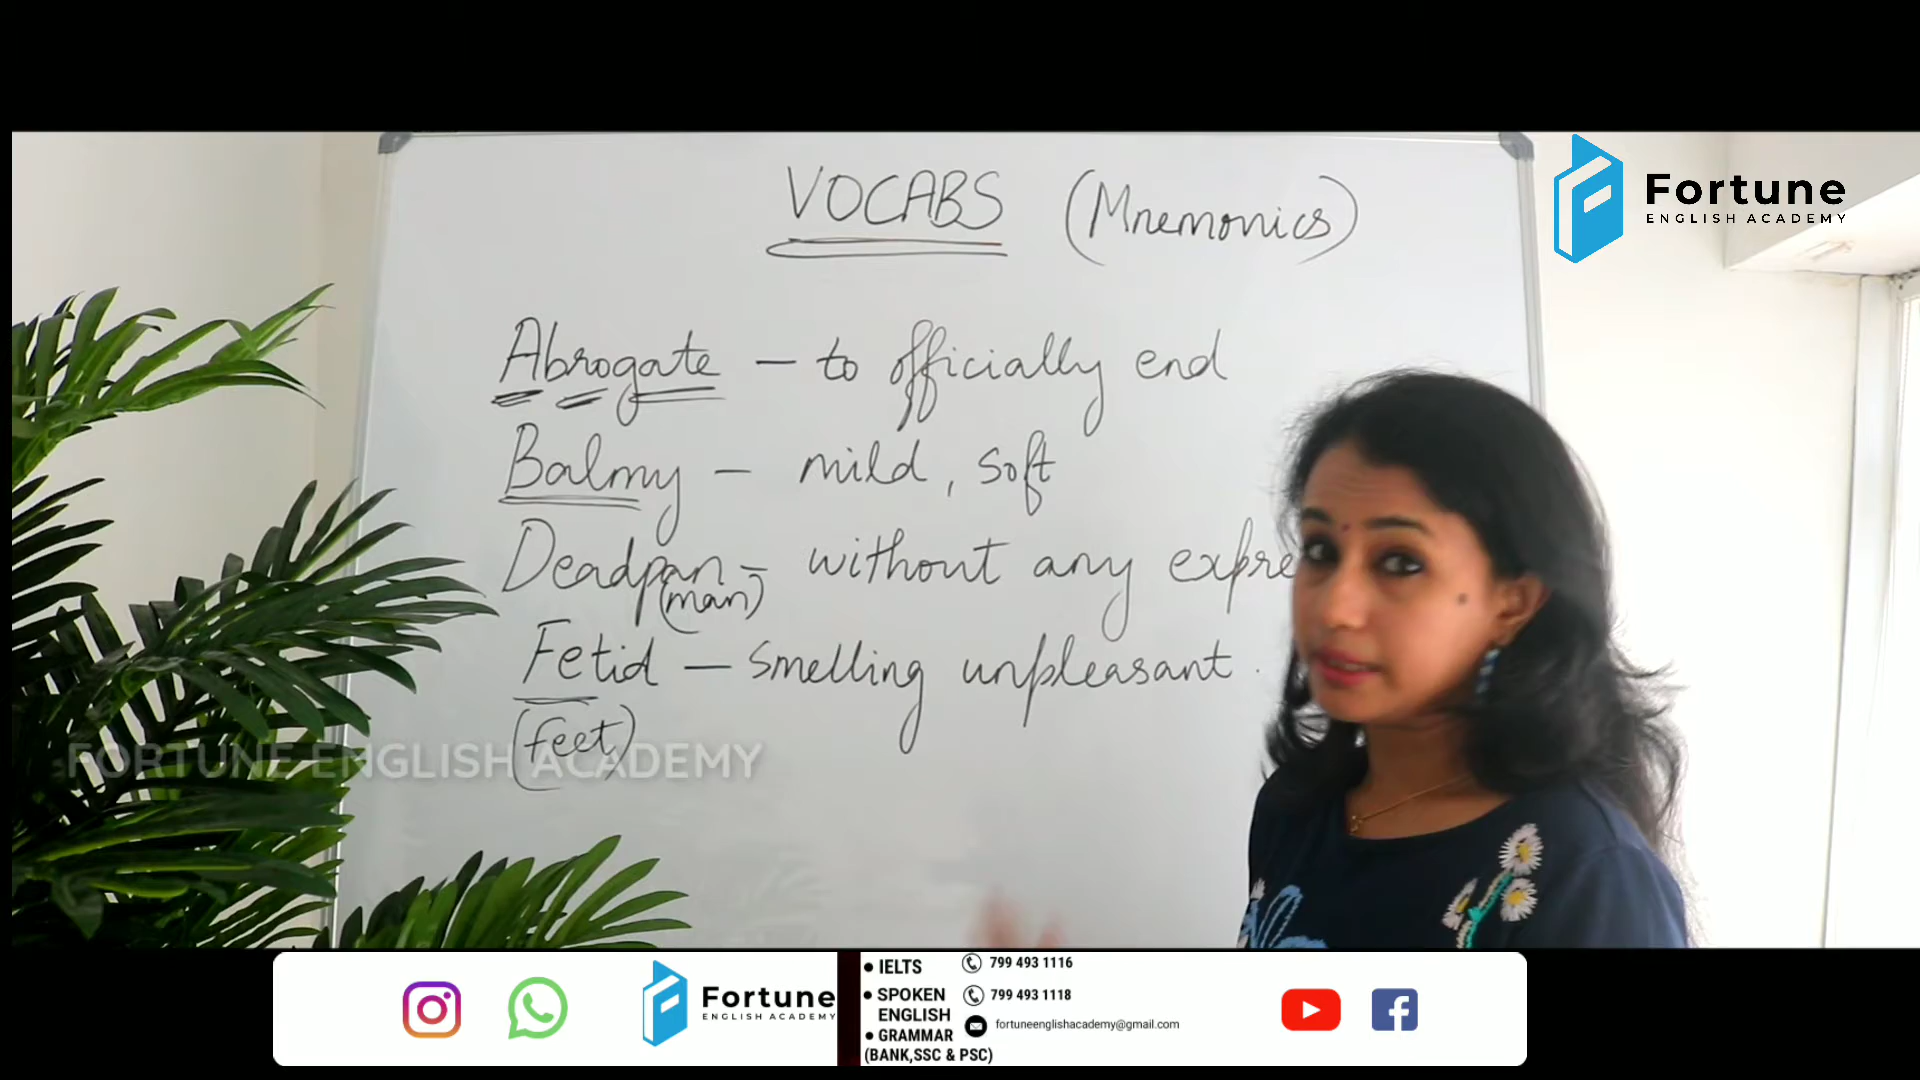 VOCABS (Mnemonics)
Fortune
ENGLISH ACADEMY
Abrogate – to officially end
Balmy – mild, soft
Deadpan – without any expre
(man)
Fetid – smelling unpleasant.
(feet)
FORTUNE ENGLISH ACADEMY
Fortune
ENGLISH ACADEMY
• IELTS
• SPOKEN
ENGLISH
• GRAMMAR
(BANK,SSC & PSC)
799 493 1116
799 493 1118
fortuneenglishacademy@gmail.com